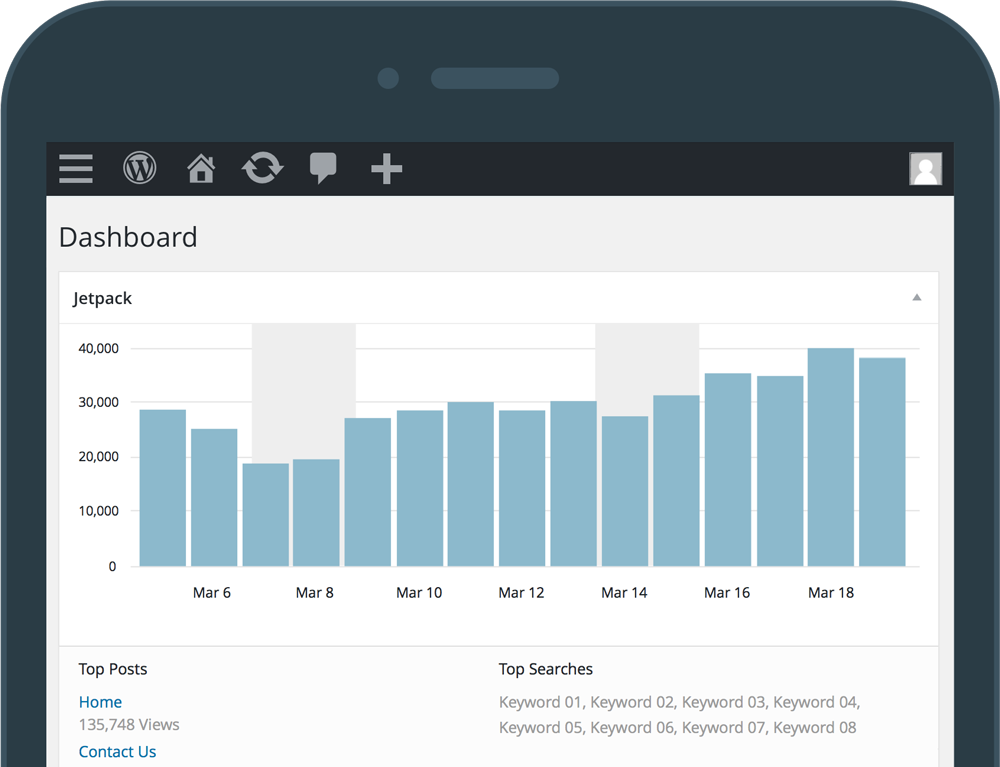 Dashboard
Jetpack
40,000
30,000
20,000
10,000
0
Mar 6 Mar 8 Mar 10 Mar 12 Mar 14 Mar 16 Mar 18
Top Posts
Home
135,748 Views
Contact Us
Top Searches
Keyword 01, Keyword 02, Keyword 03, Keyword 04,
Keyword 05, Keyword 06, Keyword 07, Keyword 08